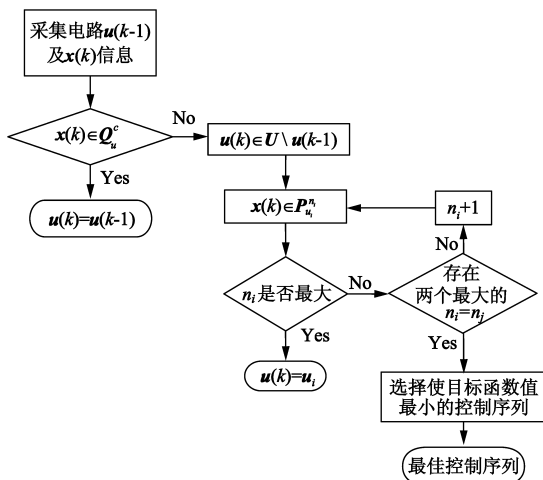 采集电路u(k-1)
及x(k)信息
x(k)∈Q_u^c
No
Yes
u(k)=u(k-1)
u(k)∈U \ u(k-1)
x(k)∈P_{u_i}^{n_i}
n_i+1
n_i是否最大
No
Yes
u(k)=u_i
No
存在
两个最大的
n_i=n_j
Yes
选择使目标函数值
最小的控制序列
最佳控制序列